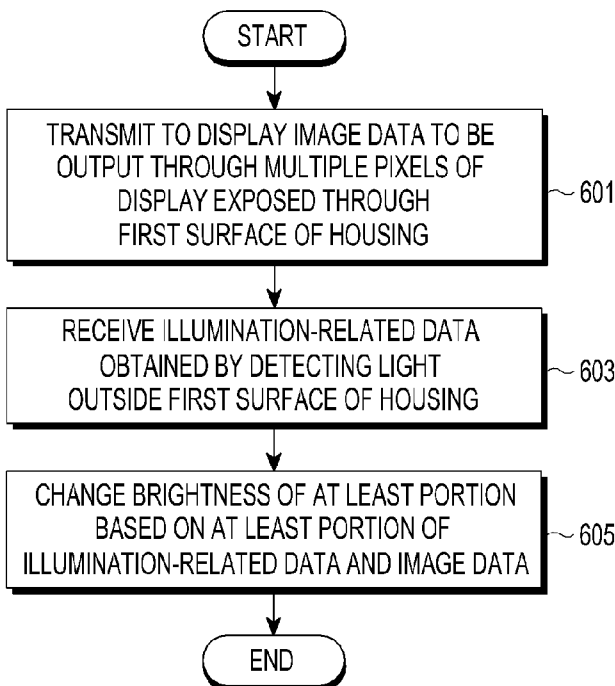 START
TRANSMIT TO DISPLAY IMAGE DATA TO BE
OUTPUT THROUGH MULTIPLE PIXELS OF
DISPLAY EXPOSED THROUGH
FIRST SURFACE OF HOUSING
601
RECEIVE ILLUMINATION-RELATED DATA
OBTAINED BY DETECTING LIGHT
OUTSIDE FIRST SURFACE OF HOUSING
603
CHANGE BRIGHTNESS OF AT LEAST PORTION
BASED ON AT LEAST PORTION OF
ILLUMINATION-RELATED DATA AND IMAGE DATA
605
END